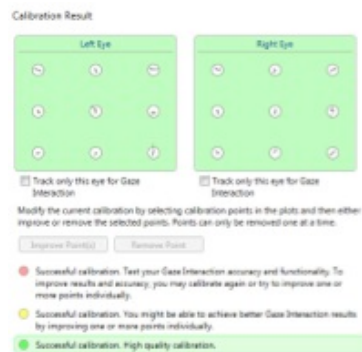 Calibration Result
Left Eye
Right Eye
Track only this eye for Gaze
Interaction
Track only this eye for Gaze
Interaction
Modify the current calibration by selecting calibration points in the plots and then either
improve or remove the selected points. Points can only be removed one at a time.
Improve Point(s)
Remove Point
Successful calibration. Test your Gaze Interaction accuracy and functionality. To
improve results and accuracy, you may calibrate again or try to improve one or
more points individually.
Successful calibration. You might be able to achieve better Gaze Interaction results
by improving one or more points individually.
Successful calibration. High quality calibration.